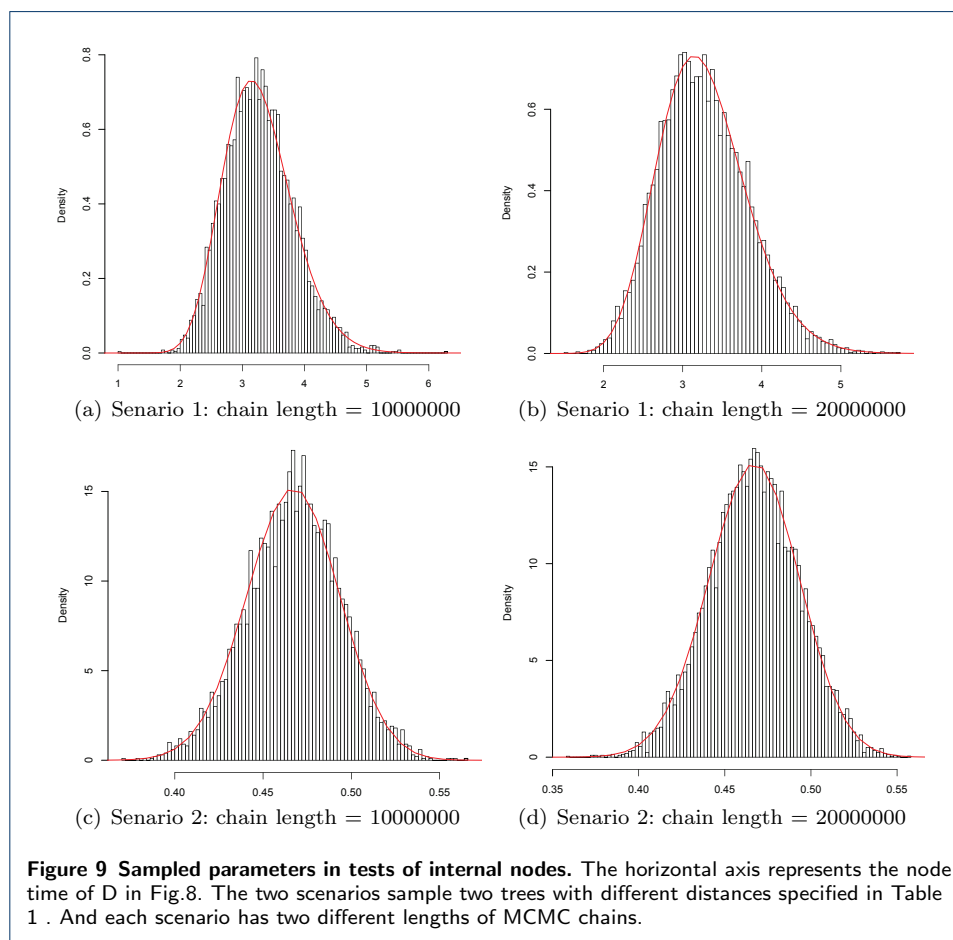 0.8
0.6
0.4
0.2
0.0
Density
1 2 3 4 5 6
(a) Senario 1: chain length = 10000000
0.6
0.4
0.2
0.0
Density
2 3 4 5
(b) Senario 1: chain length = 20000000
15
10
5
0
Density
0.40 0.45 0.50 0.55
(c) Senario 2: chain length = 10000000
15
10
5
0
Density
0.35 0.40 0.45 0.50 0.55
(d) Senario 2: chain length = 20000000
Figure 9 Sampled parameters in tests of internal nodes. The horizontal axis represents the node
time of D in Fig.8. The two scenarios sample two trees with different distances specified in Table
1 . And each scenario has two different lengths of MCMC chains.